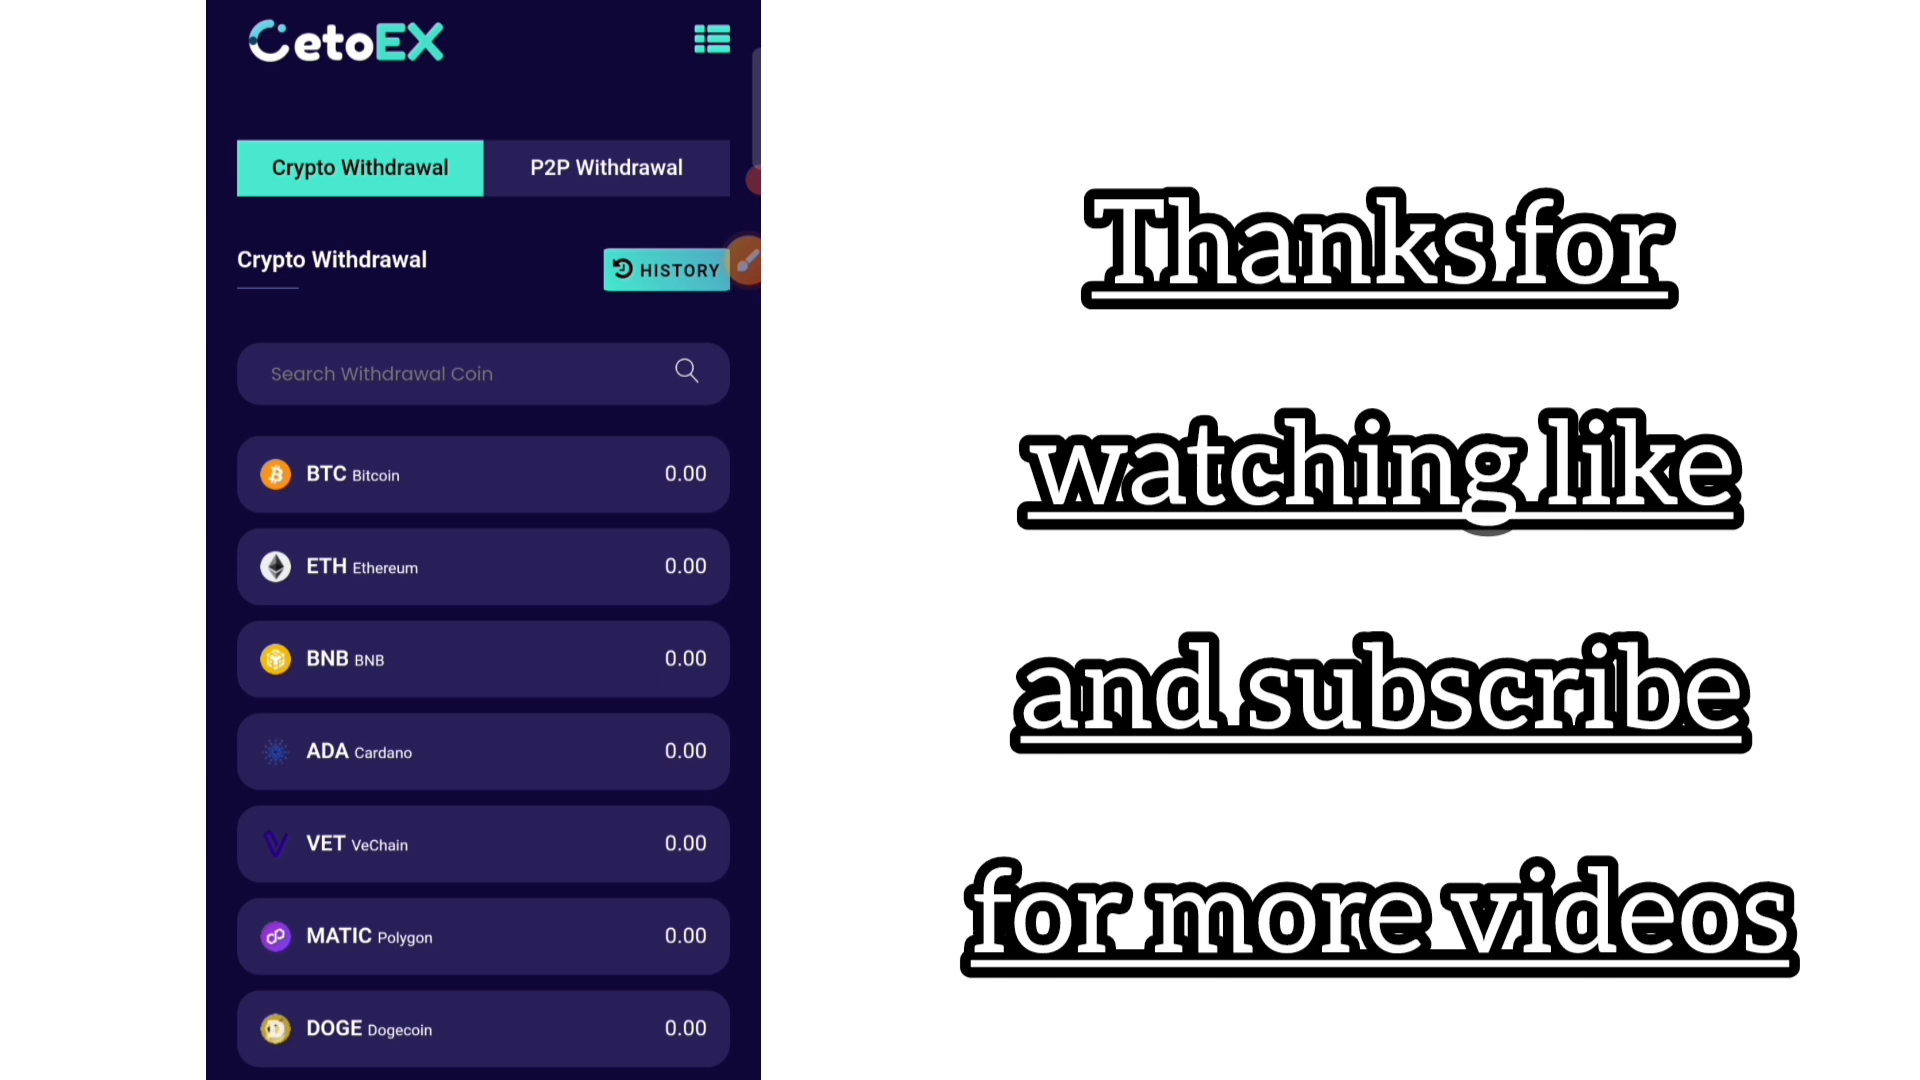 CetoEX
Crypto Withdrawal
P2P Withdrawal
Crypto Withdrawal
HISTORY
Search Withdrawal Coin
BTC Bitcoin 0.00
ETH Ethereum 0.00
BNB BNB 0.00
ADA Cardano 0.00
VET VeChain 0.00
MATIC Polygon 0.00
DOGE Dogecoin 0.00
Thanks for
watching like
and subscribe
for more videos